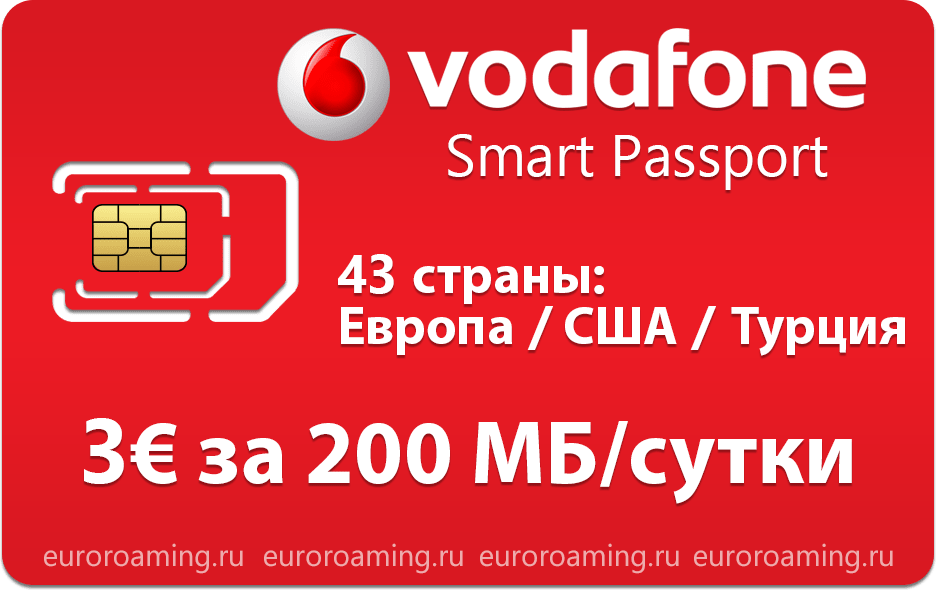 vodafone
Smart Passport
43 страны:
Европа / США / Турция
3€ за 200 МБ/сутки
euroroaming.ru euroroaming.ru euroroaming.ru euroroaming.ru